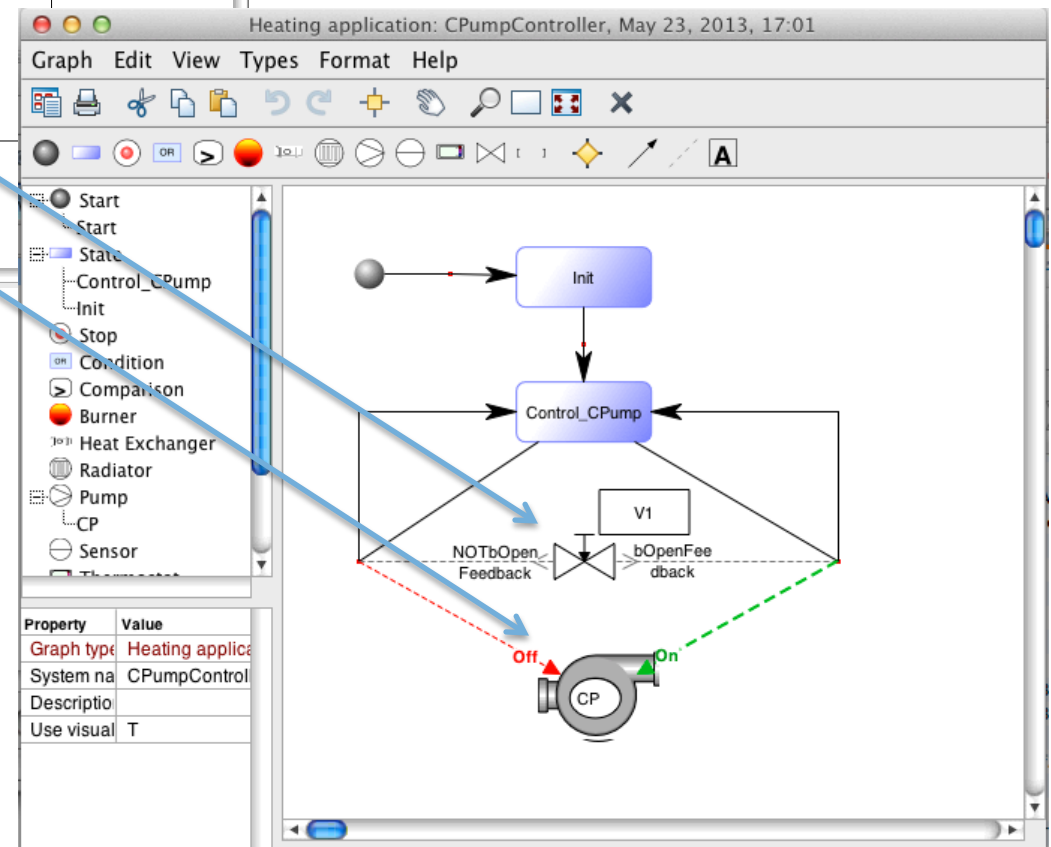 Heating application: CPumpController, May 23, 2013, 17:01
Graph Edit View Types Format Help
OR
A
Start
Start
State
Control_CPump
Init
Stop
OR Condition
Comparison
Burner
Heat Exchanger
Radiator
Pump
CP
Sensor
Thermostat
Property Value
Graph type Heating applica
System na CPumpControl
Descriptio
Use visual T
Init
Control_CPump
V1
NOTbOpen
Feedback
bOpenFee
dback
Off
On
CP